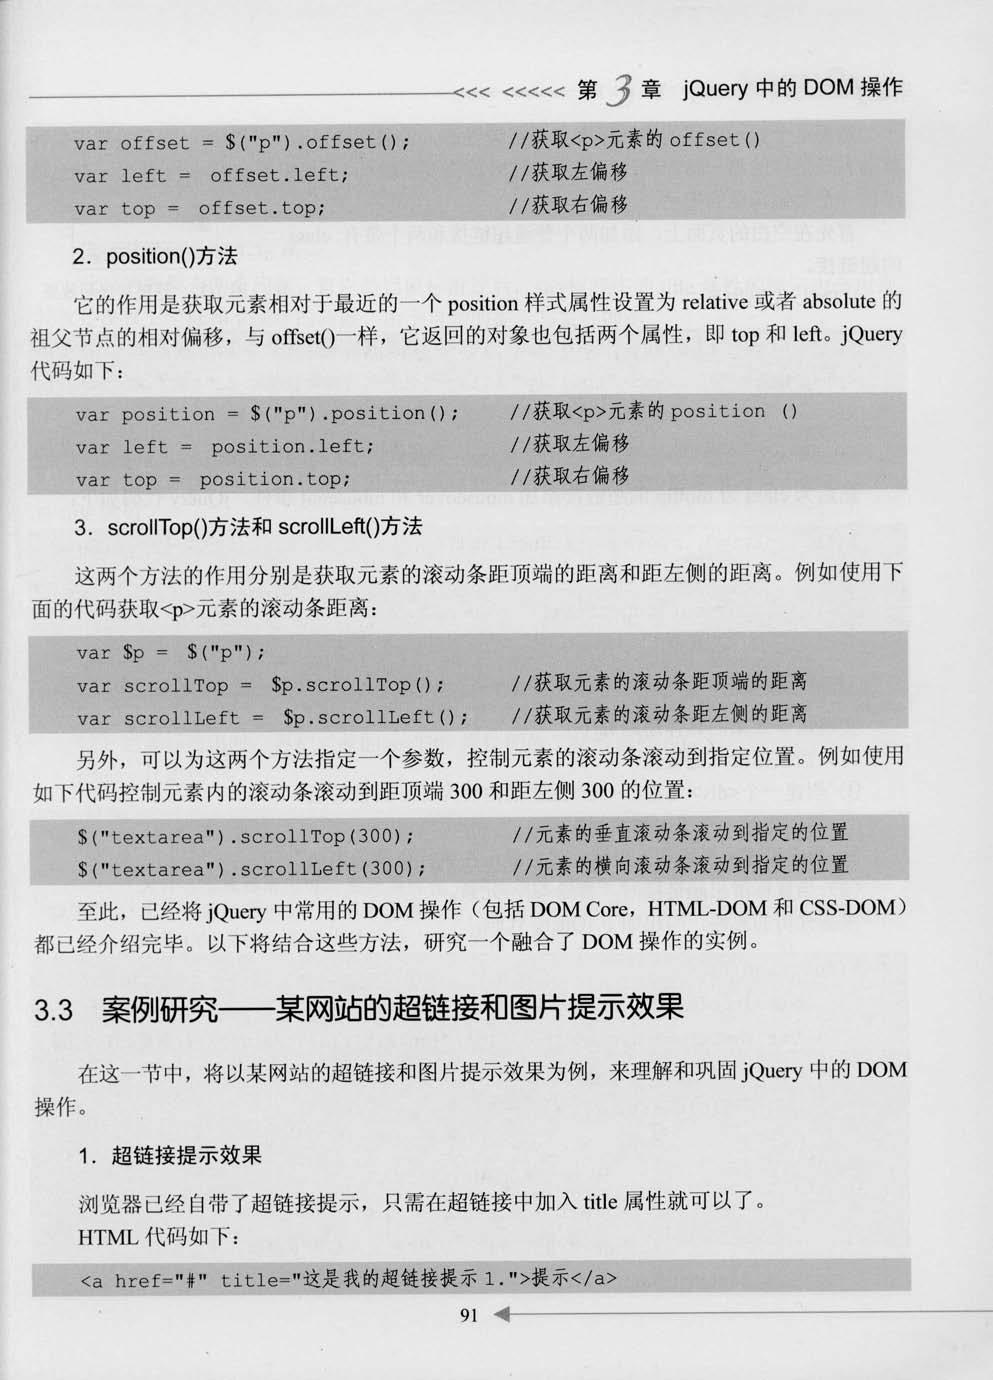 <<< <<<<< 第 3 章 jQuery 中的 DOM 操作
var offset = $("p").offset(); //获取<p>元素的 offset()
var left = offset.left; //获取左偏移
var top = offset.top; //获取右偏移
2．position()方法
它的作用是获取元素相对于最近的一个 position 样式属性设置为 relative 或者 absolute 的
祖父节点的相对偏移，与 offset()一样，它返回的对象也包括两个属性，即 top 和 left。jQuery
代码如下：
var position = $("p").position(); //获取<p>元素的 position ()
var left = position.left; //获取左偏移
var top = position.top; //获取右偏移
3．scrollTop()方法和 scrollLeft()方法
这两个方法的作用分别是获取元素的滚动条距顶端的距离和距左侧的距离。例如使用下
面的代码获取<p>元素的滚动条距离：
var $p = $("p");
var scrollTop = $p.scrollTop(); //获取元素的滚动条距顶端的距离
var scrollLeft = $p.scrollLeft(); //获取元素的滚动条距左侧的距离
另外，可以为这两个方法指定一个参数，控制元素的滚动条滚动到指定位置。例如使用
如下代码控制元素内的滚动条滚动到距顶端 300 和距左侧 300 的位置：
$("textarea").scrollTop(300); //元素的垂直滚动条滚动到指定的位置
$("textarea").scrollLeft(300); //元素的横向滚动条滚动到指定的位置
至此，已经将 jQuery 中常用的 DOM 操作（包括 DOM Core，HTML-DOM 和 CSS-DOM）
都已经介绍完毕。以下将结合这些方法，研究一个融合了 DOM 操作的实例。
3.3 案例研究——某网站的超链接和图片提示效果
在这一节中，将以某网站的超链接和图片提示效果为例，来理解和巩固 jQuery 中的 DOM
操作。
1．超链接提示效果
浏览器已经自带了超链接提示，只需在超链接中加入 title 属性就可以了。
HTML 代码如下：
<a href="#" title="这是我的超链接提示 1.">提示</a>
91